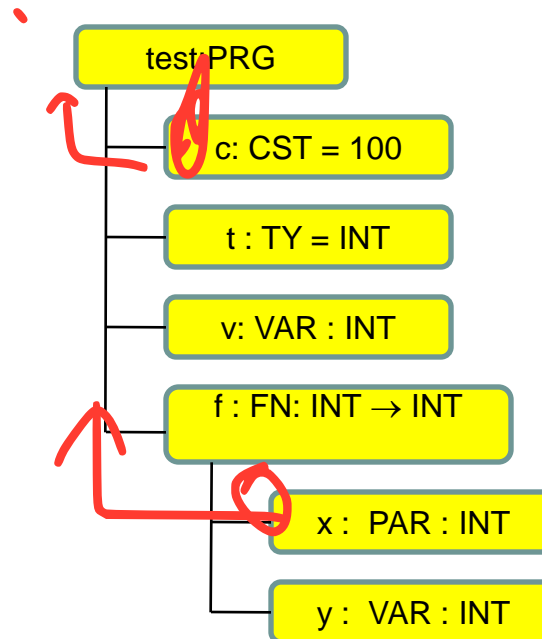 test:PRG
c: CST = 100
t : TY = INT
v: VAR : INT
f : FN: INT → INT
x : PAR : INT
y : VAR : INT